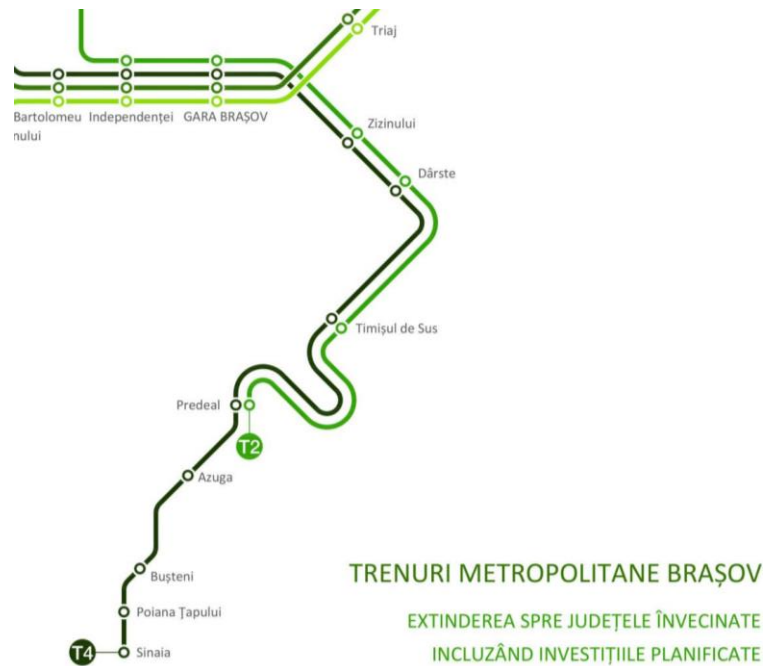 Triaj
Bartolomeu Independenței GARA BRAȘOV
nului
Zizinului
Dârste
Timișul de Sus
Predeal
T2
Azuga
Bușteni
Poiana Țapului
T4 Sinaia
TRENURI METROPOLITANE BRAȘOV
EXTINDEREA SPRE JUDEȚELE ÎNVECINATE
INCLUZÂND INVESTIȚIILE PLANIFICATE